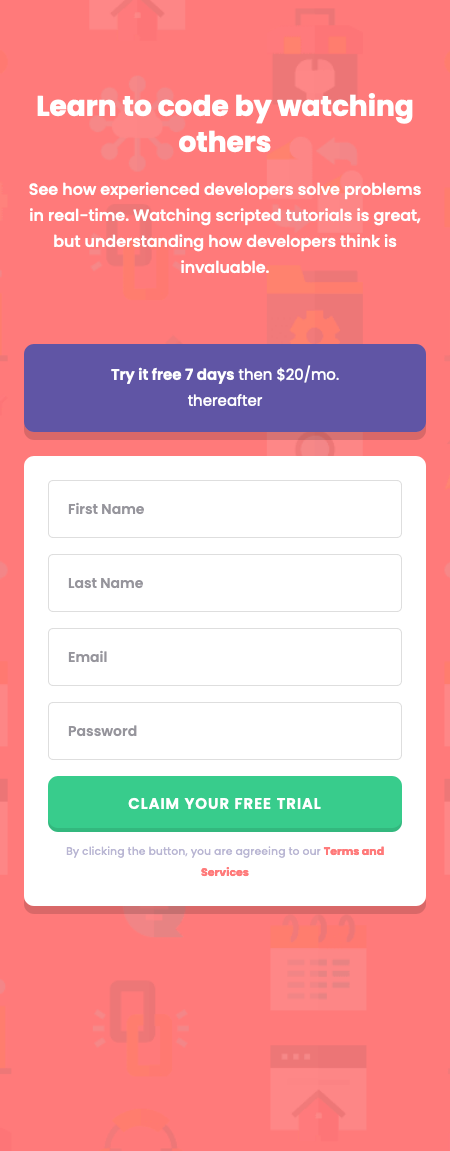 Learn to code by watching
others
See how experienced developers solve problems
in real-time. Watching scripted tutorials is great,
but understanding how developers think is
invaluable.
Try it free 7 days then $20/mo.
thereafter
First Name
Last Name
Email
Password
CLAIM YOUR FREE TRIAL
By clicking the button, you are agreeing to our Terms and
Services